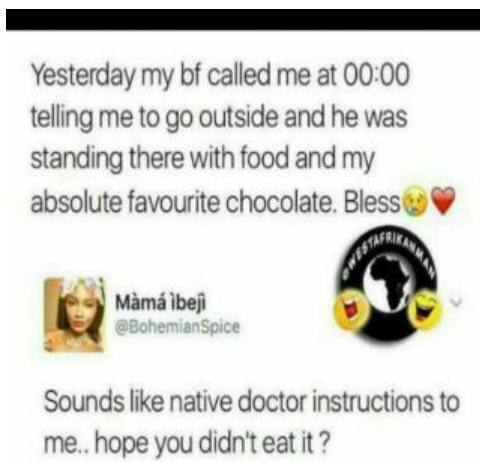 Yesterday my bf called me at 00:00
telling me to go outside and he was
standing there with food and my
absolute favourite chocolate. Bless😢❤️
@WESTAFRIKANMAN
Màmá ìbejì
@BohemianSpice
Sounds like native doctor instructions to
me.. hope you didn't eat it ?